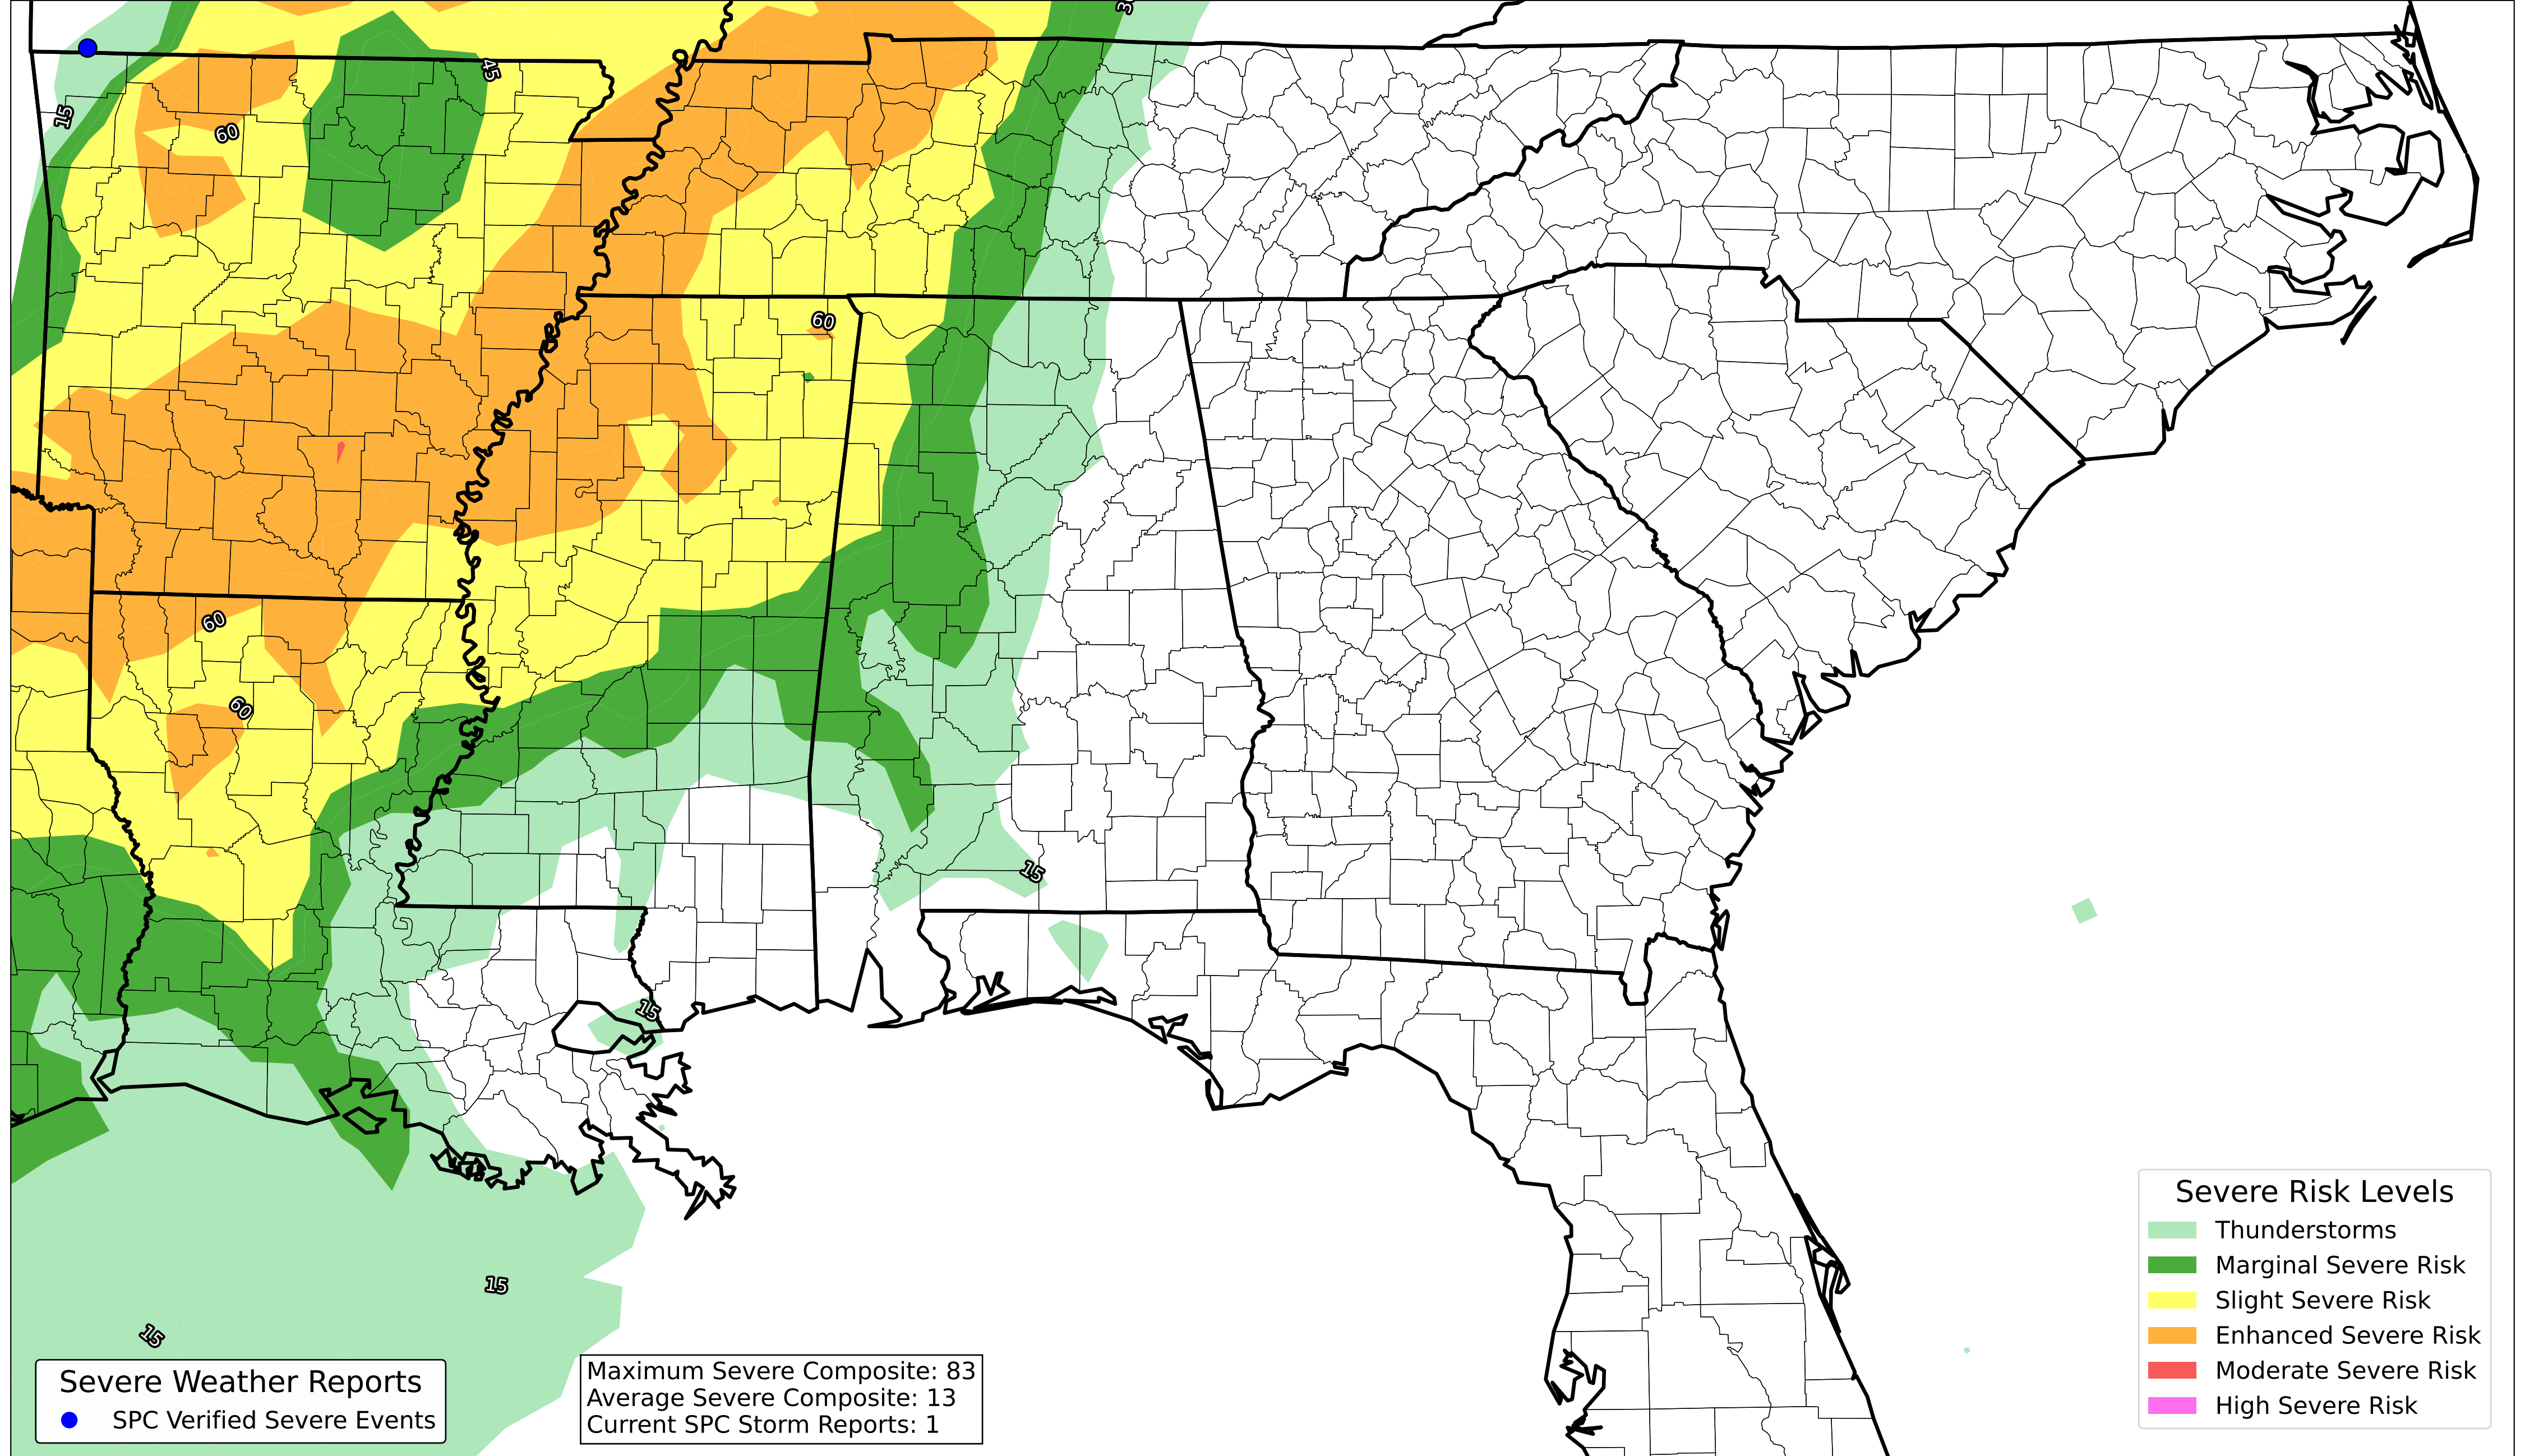 30
45
15
60
60
60
60
15
15
15
15
Severe Risk Levels
Thunderstorms
Marginal Severe Risk
Slight Severe Risk
Enhanced Severe Risk
Moderate Severe Risk
High Severe Risk
Severe Weather Reports
SPC Verified Severe Events
Maximum Severe Composite: 83
Average Severe Composite: 13
Current SPC Storm Reports: 1